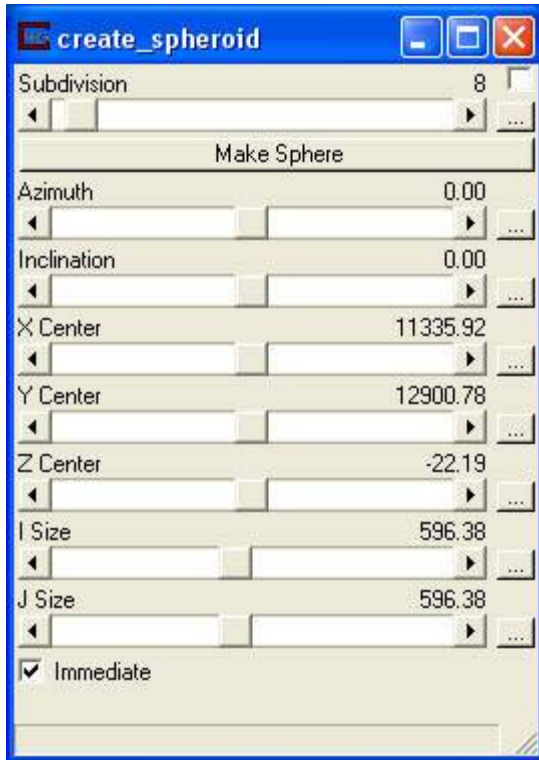 create_spheroid
Subdivision 8
...
Make Sphere
Azimuth 0.00
...
Inclination 0.00
...
X Center 11335.92
...
Y Center 12900.78
...
Z Center -22.19
...
I Size 596.38
...
J Size 596.38
...
Immediate